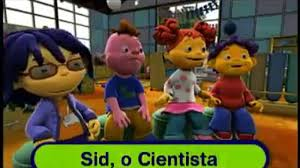 Sid, o Cientista